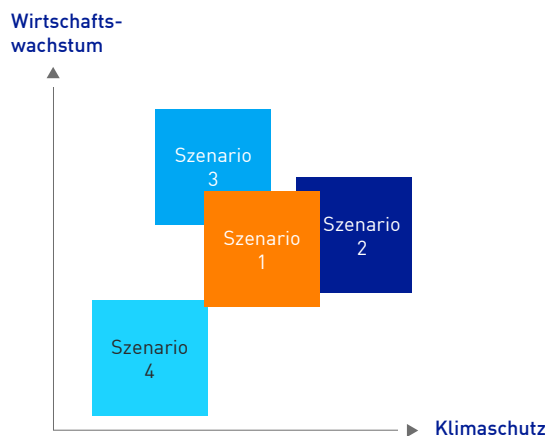 Wirtschafts-
wachstum
Szenario
3
Szenario
1
Szenario
2
Szenario
4
Klimaschutz